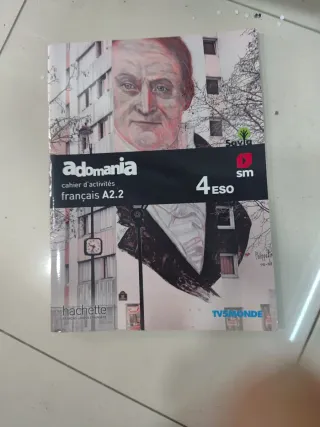 Savia
sm
adomania
cahier d'activités
français A2.2
4 ESO
hachette
TV5MONDE